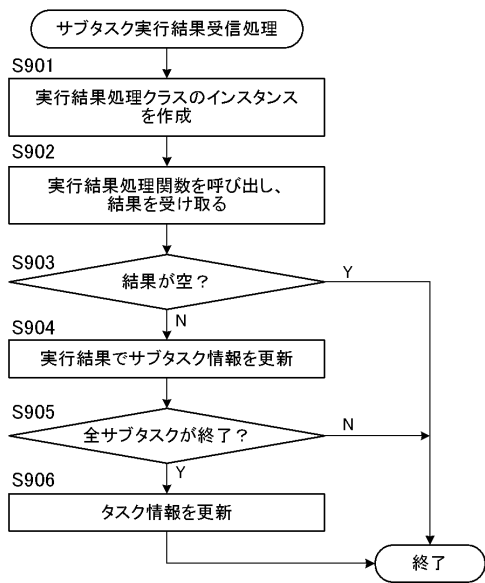 サブタスク実行結果受信処理
S901
実行結果処理クラスのインスタンス
を作成
S902
実行結果処理関数を呼び出し、
結果を受け取る
S903
結果が空？
Y
N
S904
実行結果でサブタスク情報を更新
S905
全サブタスクが終了？
N
Y
S906
タスク情報を更新
終了